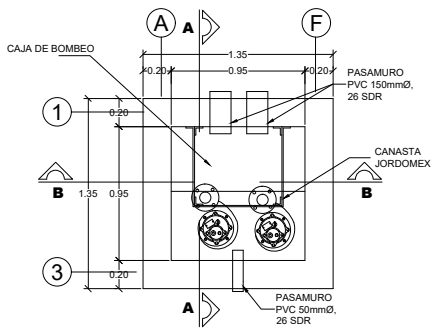 A
A
F
1.35
CAJA DE BOMBEO
0.20
0.95
0.20
PASAMURO
PVC 150mmØ,
26 SDR
1
0.20
CANASTA
JORDOMEX
B
1.35
0.95
B
3
0.20
A
PASAMURO
PVC 50mmØ,
26 SDR